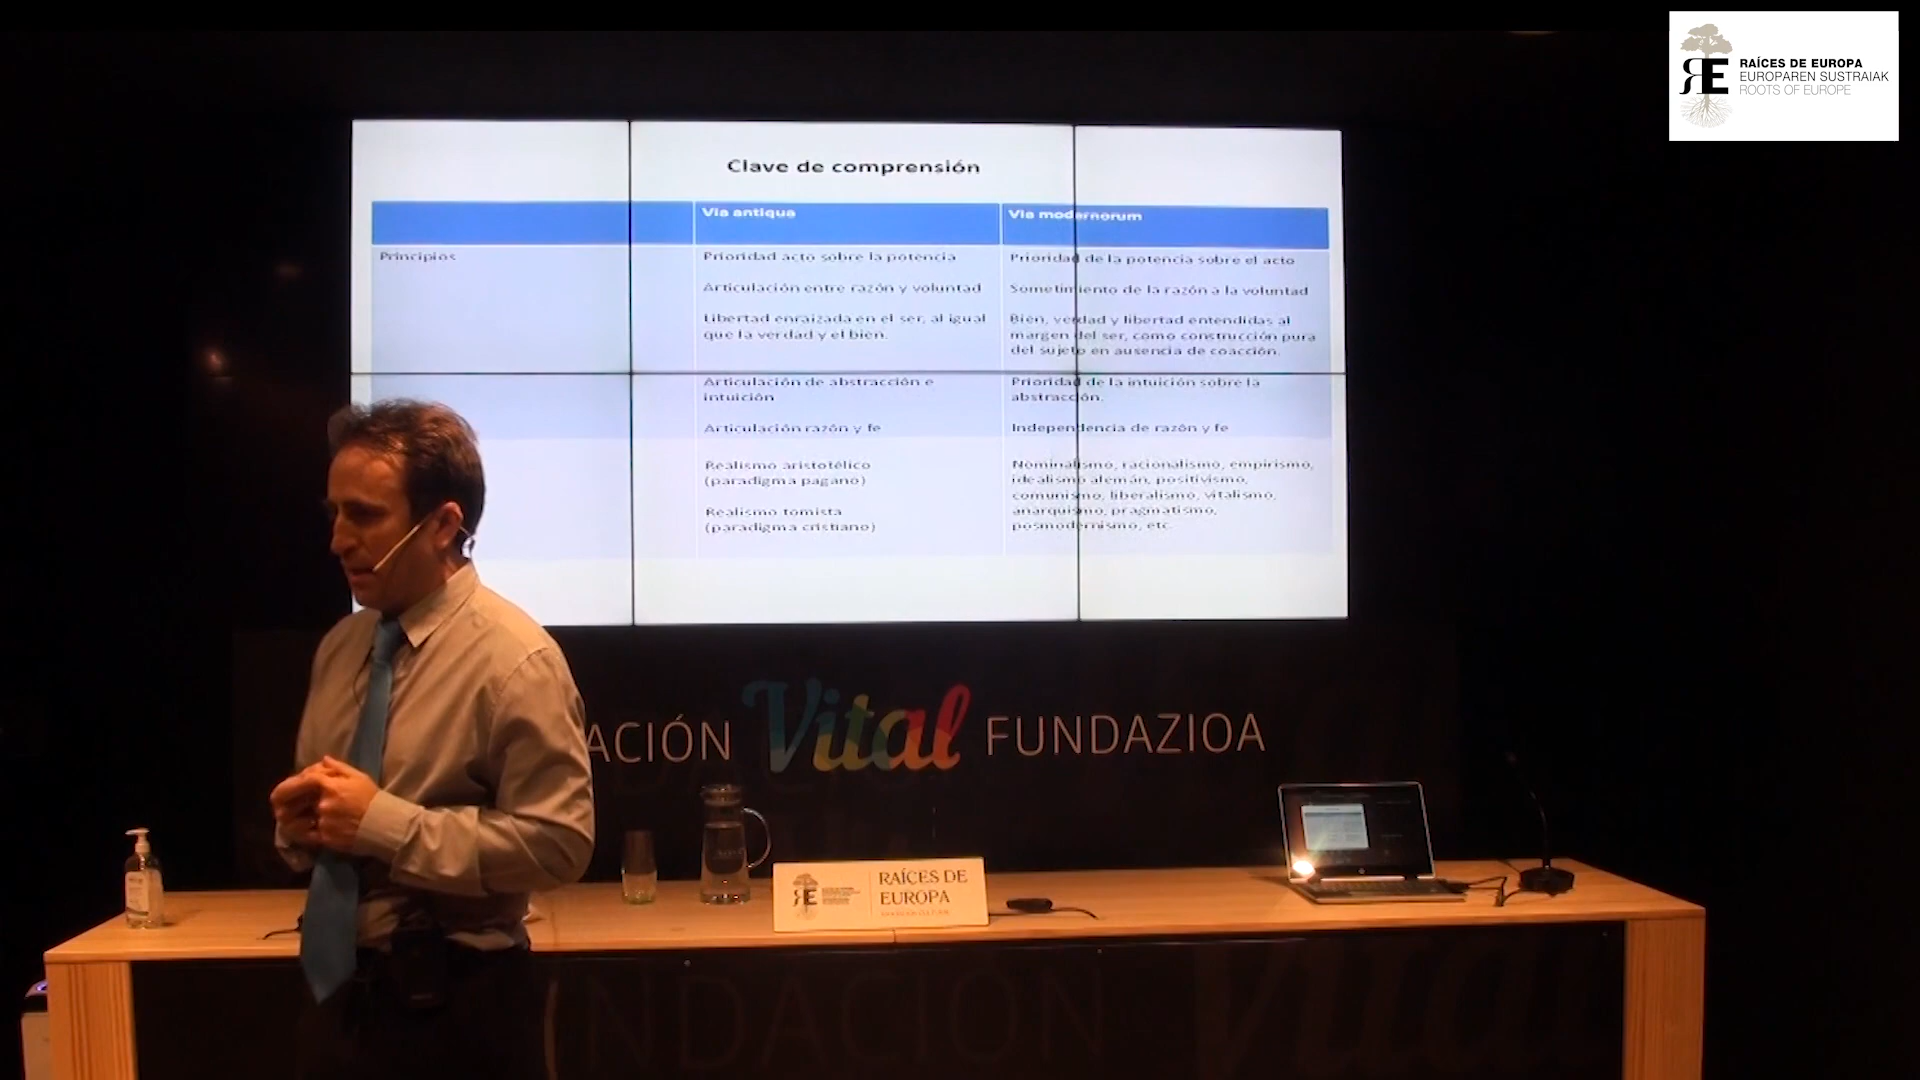 RAÍCES DE EUROPA
EUROPAREN SUSTRAIAK
ROOTS OF EUROPE
Clave de comprensión
Via antiqua
Via modernorum
Principios
Prioridad acto sobre la potencia
Articulación entre razón y voluntad
Libertad enraizada en el ser, al igual
que la verdad y el bien.
Prioridad de la potencia sobre el acto
Sometimiento de la razón a la voluntad
Bien, verdad y libertad entendidas al
margen del ser, como construcción pura
del sujeto en ausencia de coacción.
Articulación de abstracción e
intuición
Articulación razón y fe
Prioridad de la intuición sobre la
abstracción.
Independencia de razón y fe
Realismo aristotélico
(paradigma pagano)
Realismo tomista
(paradigma cristiano)
Nominalismo, racionalismo, empirismo,
idealismo alemán, positivismo,
comunismo, liberalismo, vitalismo,
anarquismo, pragmatismo,
posmodernismo, etc.
ACIÓN Vital FUNDAZIOA
RE
RAÍCES DE
EUROPA
NDACIÓN Vital